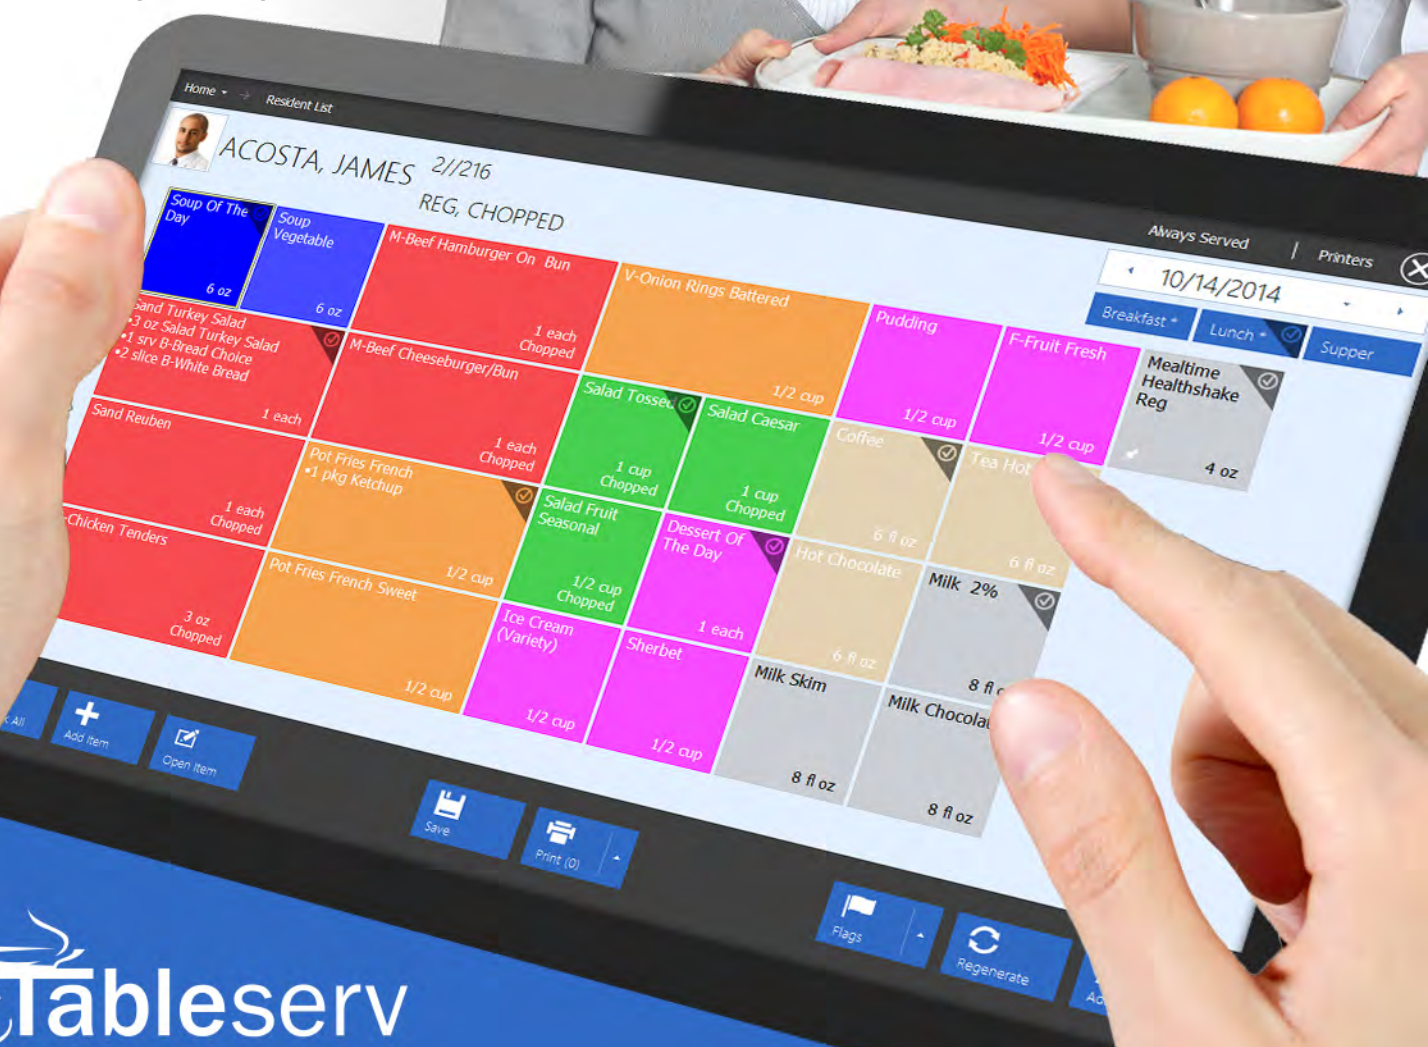 Home
Resident List
ACOSTA, JAMES
2//216
REG, CHOPPED
Always Served
|
Printers
10/14/2014
Breakfast *
Lunch *
Supper
Soup Of The
Day
6 oz
Soup
Vegetable
6 oz
M-Beef Hamburger On Bun
1 each
Chopped
V-Onion Rings Battered
1/2 cup
Pudding
1/2 cup
F-Fruit Fresh
1/2 cup
Mealtime
Healthshake
Reg
4 oz
Sand Turkey Salad
•3 oz Salad Turkey Salad
•1 srv B-Bread Choice
•2 slice B-White Bread
1 each
M-Beef Cheeseburger/Bun
1 each
Chopped
Salad Tossed
1 cup
Chopped
Salad Caesar
1 cup
Chopped
Coffee
6 fl oz
Tea Hot
6 fl oz
Sand Reuben
1 each
Chopped
Pot Fries French
•1 pkg Ketchup
1/2 cup
Salad Fruit
Seasonal
1/2 cup
Chopped
Dessert Of
The Day
1 each
Hot Chocolate
6 fl oz
Milk 2%
8 fl
-Chicken Tenders
3 oz
Chopped
Pot Fries French Sweet
1/2 cup
Ice Cream
(Variety)
1/2 cup
Sherbet
1/2 cup
Milk Skim
8 fl oz
Milk Chocolat
8 fl oz
All
Add Item
Open Item
Save
Print (0)
Flags
Regenerate
Ad
Tableserv